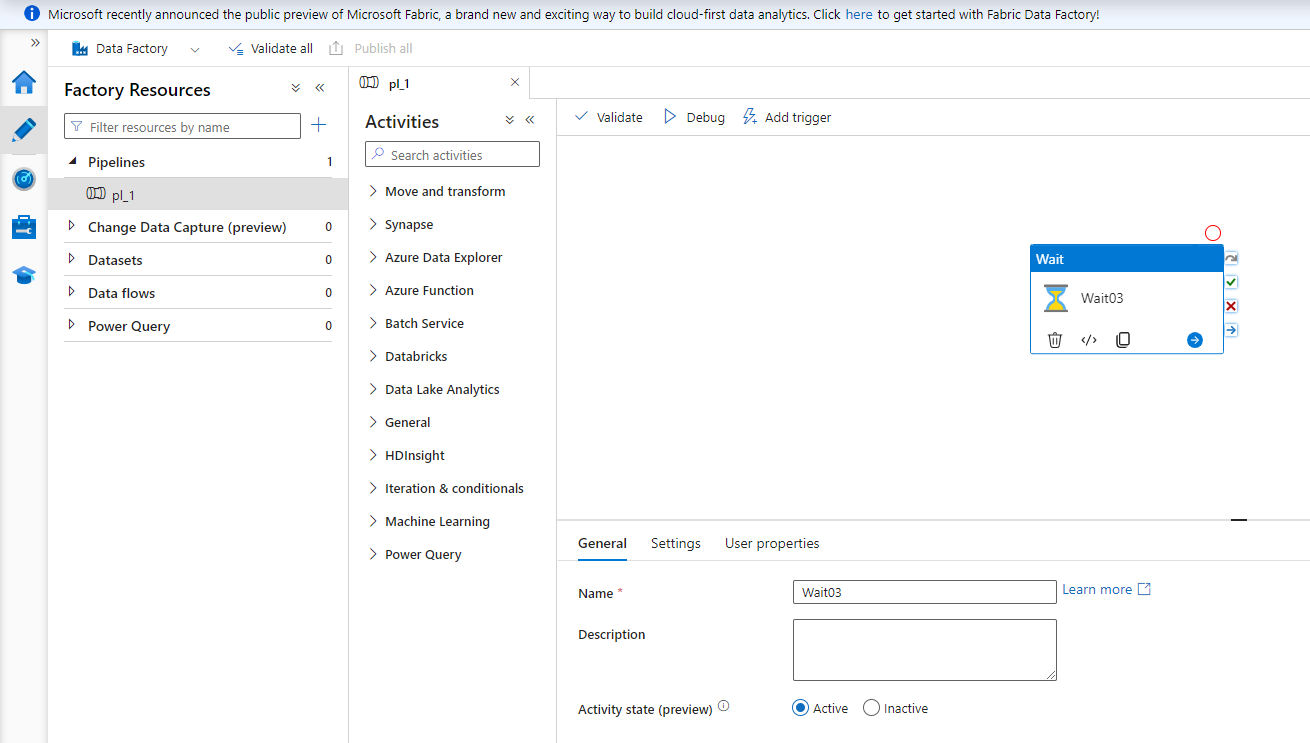 Microsoft recently announced the public preview of Microsoft Fabric, a brand new and exciting way to build cloud-first data analytics. Click here to get started with Fabric Data Factory!
Data Factory
Validate all
Publish all
Factory Resources
Filter resources by name
Pipelines 1
pl_1
Change Data Capture (preview) 0
Datasets 0
Data flows 0
Power Query 0
pl_1
Activities
Search activities
Move and transform
Synapse
Azure Data Explorer
Azure Function
Batch Service
Databricks
Data Lake Analytics
General
HDInsight
Iteration & conditionals
Machine Learning
Power Query
Validate
Debug
Add trigger
Wait
Wait03
General
Settings
User properties
Name *
Wait03
Learn more
Description
Activity state (preview)
Active
Inactive